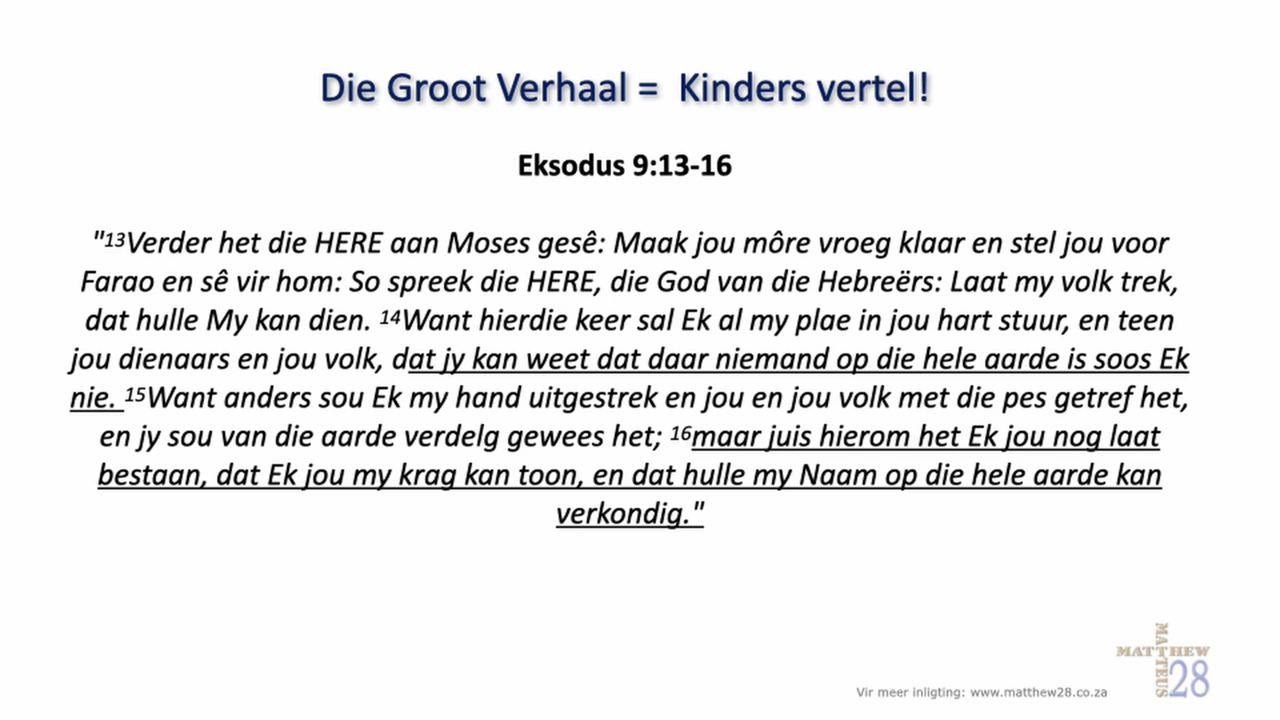 Die Groot Verhaal = Kinders vertel!
Eksodus 9:13-16
"13Verder het die HERE aan Moses gesê: Maak jou môre vroeg klaar en stel jou voor
Farao en sê vir hom: So spreek die HERE, die God van die Hebreërs: Laat my volk trek,
dat hulle My kan dien. 14Want hierdie keer sal Ek al my plae in jou hart stuur, en teen
jou dienaars en jou volk, dat jy kan weet dat daar niemand op die hele aarde is soos Ek
nie. 15Want anders sou Ek my hand uitgestrek en jou en jou volk met die pes getref het,
en jy sou van die aarde verdelg gewees het; 16maar juis hierom het Ek jou nog laat
bestaan, dat Ek jou my krag kan toon, en dat hulle my Naam op die hele aarde kan
verkondig."
Vir meer inligting: www.matthew28.co.za
MATTHEW
MATTEUS
28